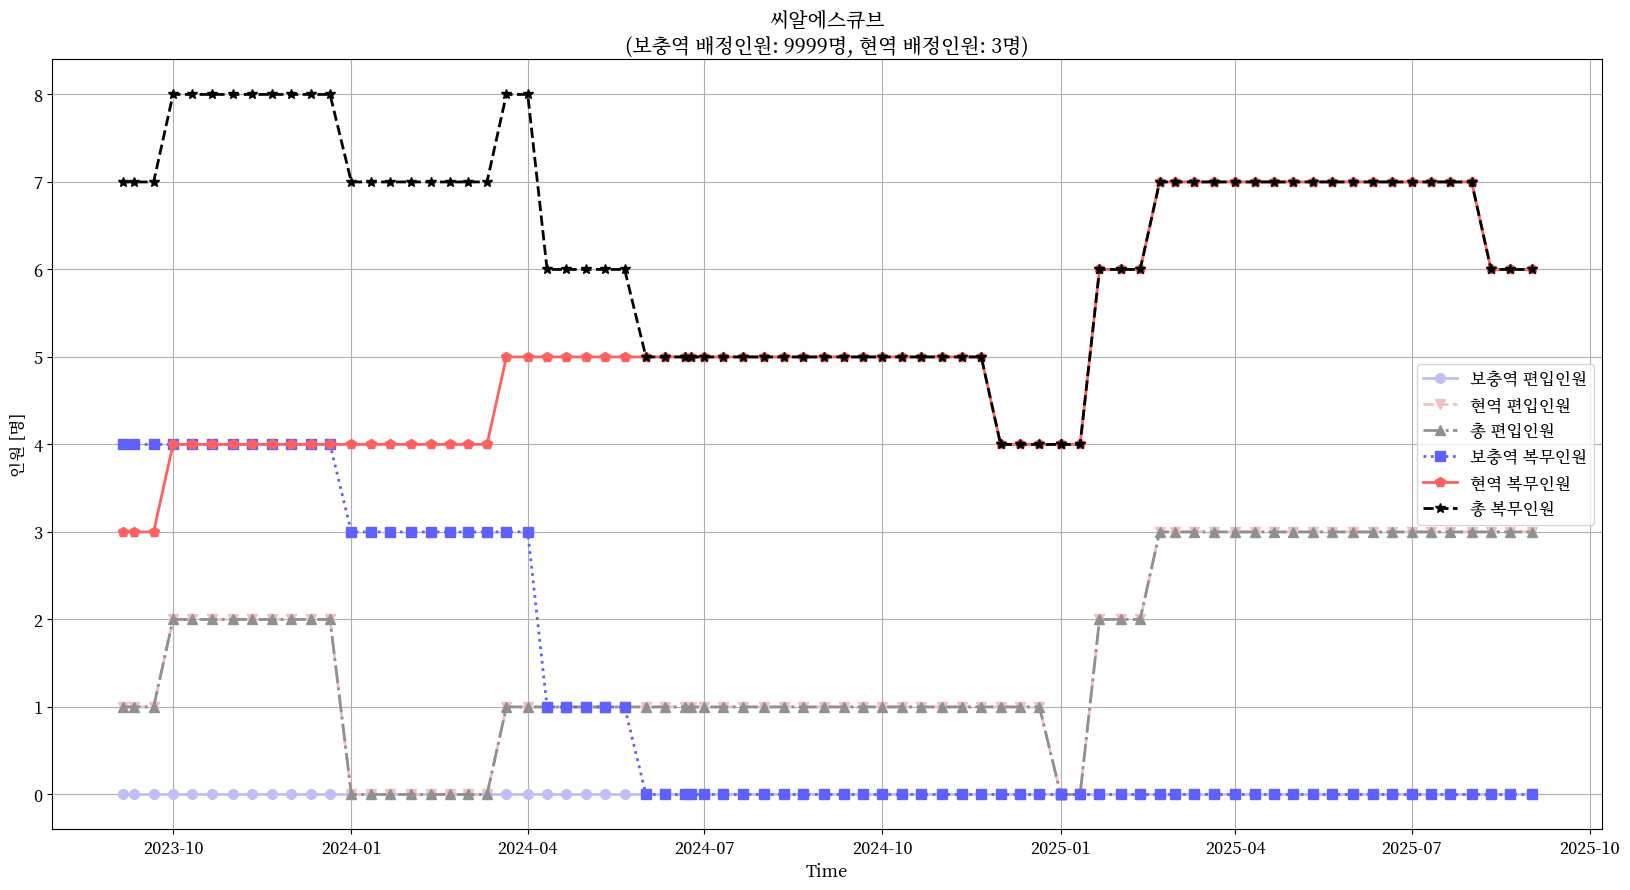 씨알에스큐브
(보충역 배정인원: 9999명, 현역 배정인원: 3명)
인원 [명]
8
7
6
5
4
3
2
1
0
보충역 편입인원
현역 편입인원
총 편입인원
보충역 복무인원
현역 복무인원
총 복무인원
2023-10
2024-01
2024-04
2024-07
2024-10
2025-01
2025-04
2025-07
2025-10
Time